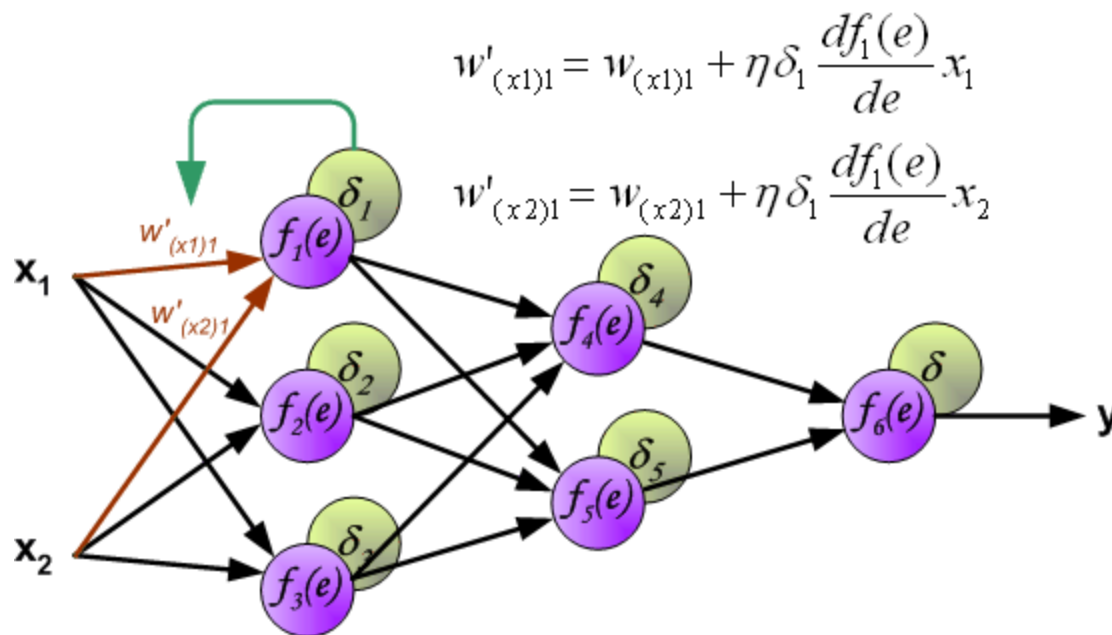 w'(x1)1 = w(x1)1 + ηδ1 df1(e)/de x1
w'(x2)1 = w(x2)1 + ηδ1 df1(e)/de x2
δ1
f1(e)
w'(x1)1
x1
w'(x2)1
δ4
f4(e)
δ2
f2(e)
δ
f6(e)
y
δ5
f5(e)
x2
δ3
f3(e)